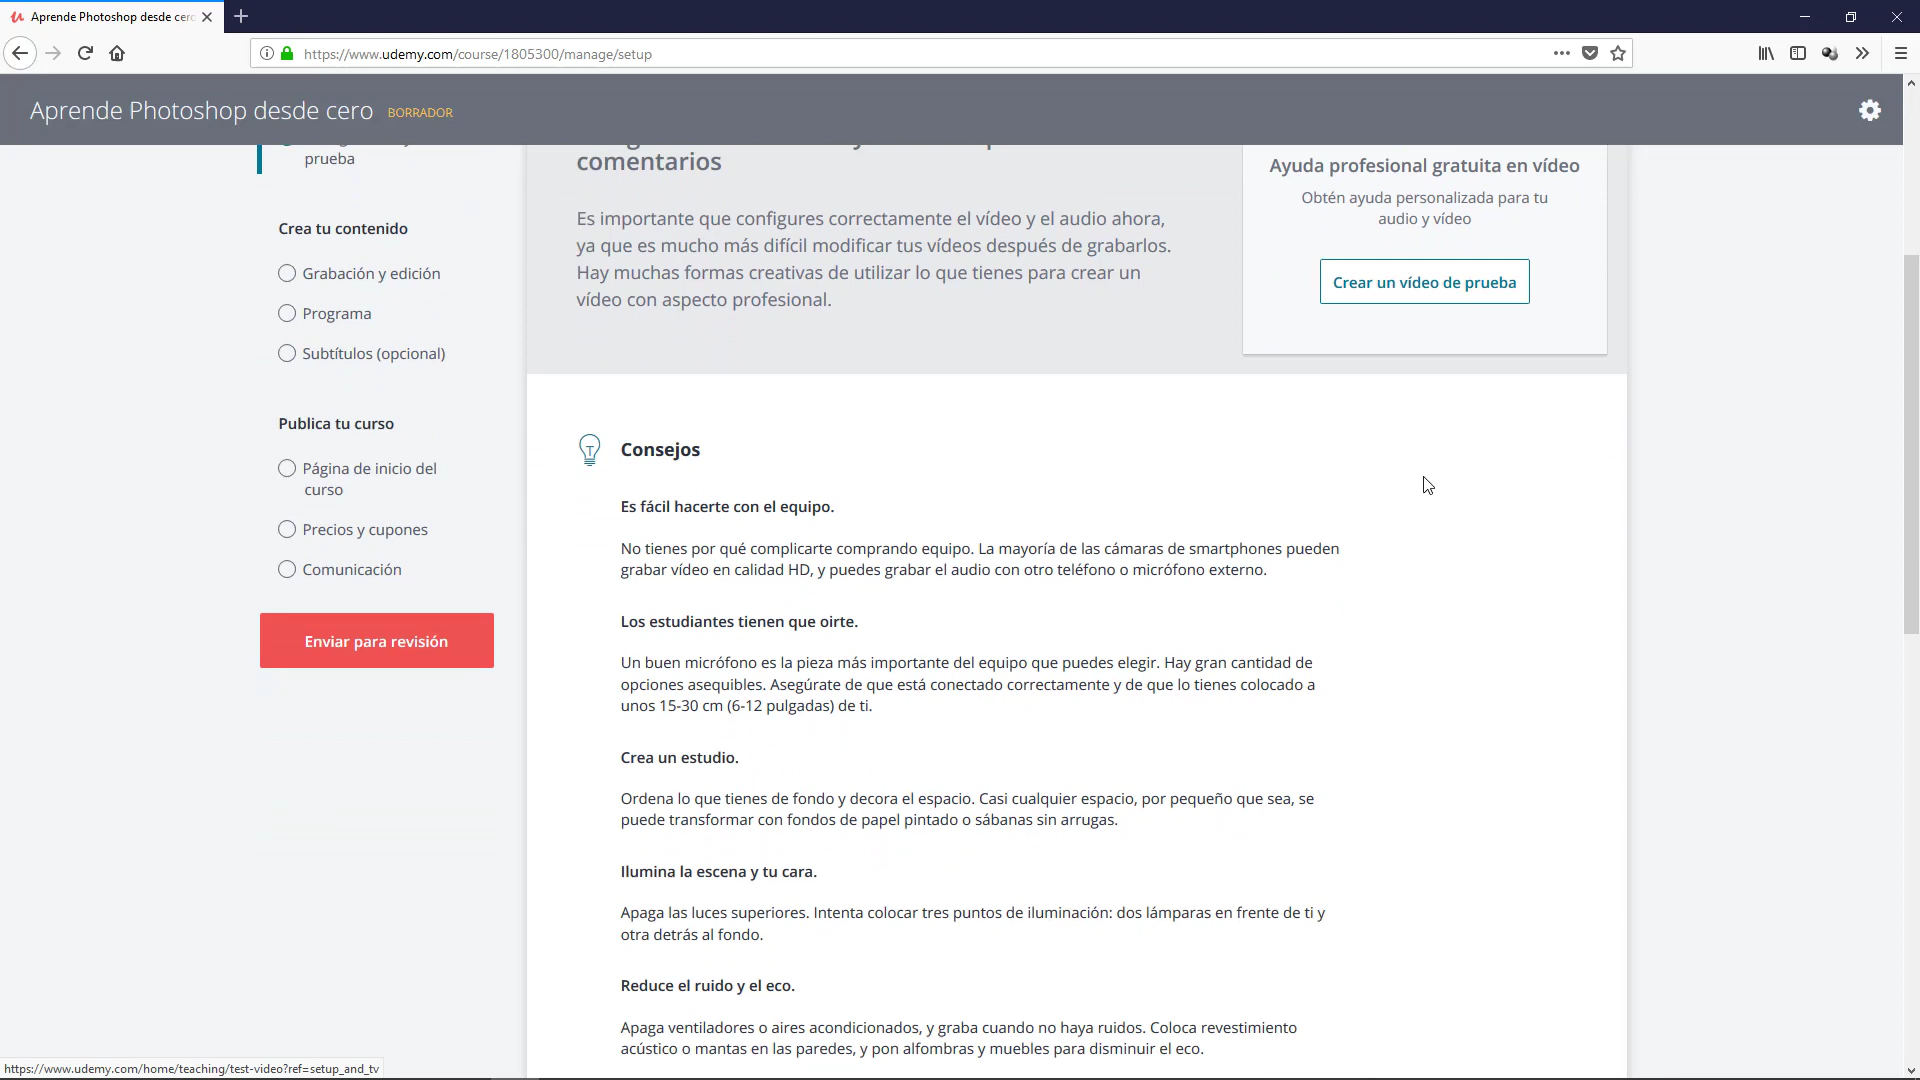 Aprende Photoshop desde cero
https://www.udemy.com/course/1805300/manage/setup
Aprende Photoshop desde cero BORRADOR
prueba
Crea tu contenido
Grabación y edición
Programa
Subtítulos (opcional)
Publica tu curso
Página de inicio del
curso
Precios y cupones
Comunicación
Enviar para revisión
comentarios
Es importante que configures correctamente el vídeo y el audio ahora,
ya que es mucho más difícil modificar tus vídeos después de grabarlos.
Hay muchas formas creativas de utilizar lo que tienes para crear un
vídeo con aspecto profesional.
Ayuda profesional gratuita en vídeo
Obtén ayuda personalizada para tu
audio y vídeo
Crear un vídeo de prueba
Consejos
Es fácil hacerte con el equipo.
No tienes por qué complicarte comprando equipo. La mayoría de las cámaras de smartphones pueden
grabar vídeo en calidad HD, y puedes grabar el audio con otro teléfono o micrófono externo.
Los estudiantes tienen que oirte.
Un buen micrófono es la pieza más importante del equipo que puedes elegir. Hay gran cantidad de
opciones asequibles. Asegúrate de que está conectado correctamente y de que lo tienes colocado a
unos 15-30 cm (6-12 pulgadas) de ti.
Crea un estudio.
Ordena lo que tienes de fondo y decora el espacio. Casi cualquier espacio, por pequeño que sea, se
puede transformar con fondos de papel pintado o sábanas sin arrugas.
Ilumina la escena y tu cara.
Apaga las luces superiores. Intenta colocar tres puntos de iluminación: dos lámparas en frente de ti y
otra detrás al fondo.
Reduce el ruido y el eco.
Apaga ventiladores o aires acondicionados, y graba cuando no haya ruidos. Coloca revestimiento
acústico o mantas en las paredes, y pon alfombras y muebles para disminuir el eco.
https://www.udemy.com/home/teaching/test-video?ref=setup_and_tv